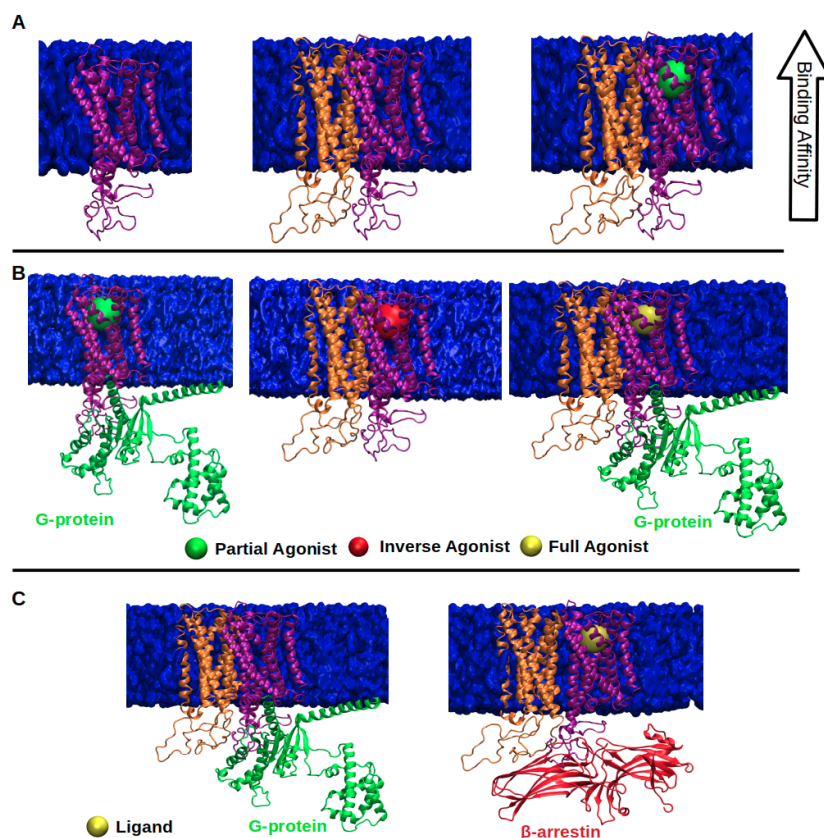 A
Binding Affinity
B
G-protein
G-protein
Partial Agonist
Inverse Agonist
Full Agonist
C
Ligand
G-protein
β-arrestin